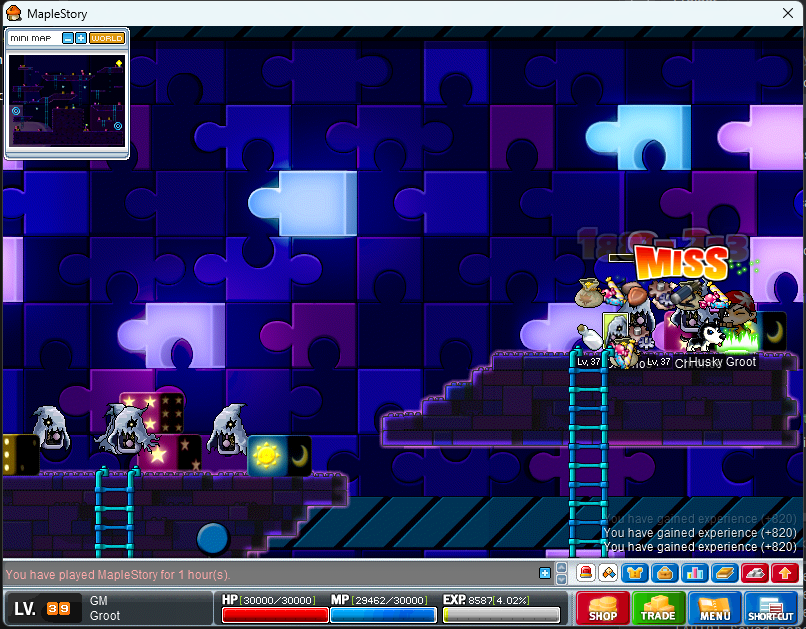 MapleStory
MINI MAP
WORLD
MISS
Lv. 37
Lv. 37
Husky Groot
You have gained experience (+820)
You have gained experience (+820)
You have gained experience (+820)
You have played MapleStory for 1 hour(s).
LV. 39
GM
Groot
HP[30000/30000] MP[29462/30000] EXP. 8587[4.02%]
SHOP
TRADE
MENU
SHORT CUT